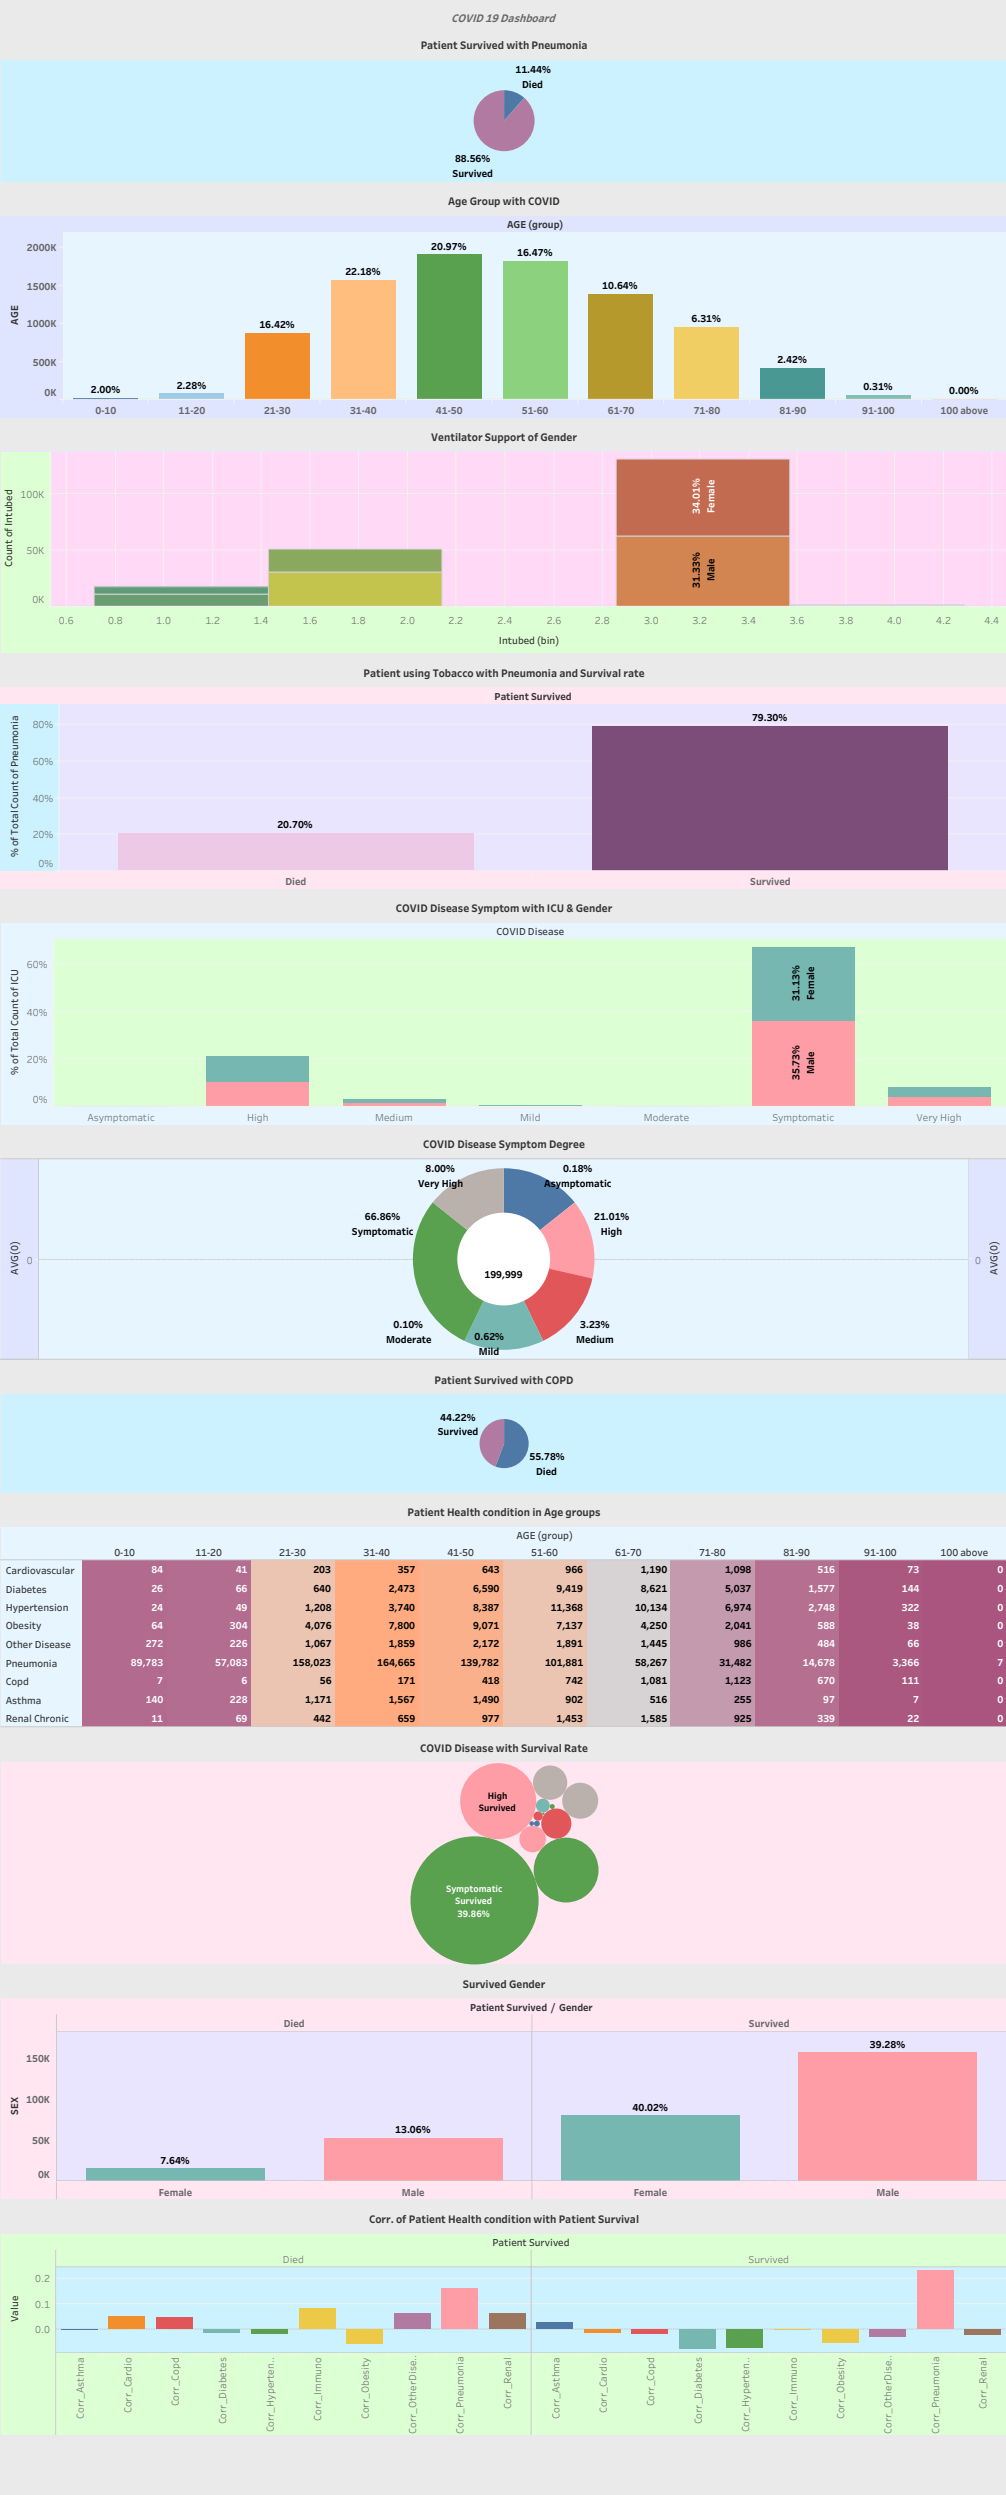 COVID 19 Dashboard
Patient Survived with Pneumonia
11.44%
Died
88.56%
Survived
Age Group with COVID
AGE (group)
AGE
2000K
1500K
1000K
500K
0K
2.00%
2.28%
16.42%
22.18%
20.97%
16.47%
10.64%
6.31%
2.42%
0.31%
0.00%
0-10 11-20 21-30 31-40 41-50 51-60 61-70 71-80 81-90 91-100 100 above
Ventilator Support of Gender
Count of Intubed
100K
50K
0K
34.01%
Female
31.33%
Male
0.6 0.8 1.0 1.2 1.4 1.6 1.8 2.0 2.2 2.4 2.6 2.8 3.0 3.2 3.4 3.6 3.8 4.0 4.2 4.4
Intubed (bin)
Patient using Tobacco with Pneumonia and Survival rate
Patient Survived
% of Total Count of Pneumonia
80%
60%
40%
20%
0%
20.70%
79.30%
Died Survived
COVID Disease Symptom with ICU & Gender
COVID Disease
% of Total Count of ICU
60%
40%
20%
0%
31.13%
Female
35.73%
Male
Asymptomatic High Medium Mild Moderate Symptomatic Very High
COVID Disease Symptom Degree
AVG(0)
0
8.00%
Very High
0.18%
Asymptomatic
66.86%
Symptomatic
21.01%
High
199,999
0.10%
Moderate
0.62%
Mild
3.23%
Medium
0
AVG(0)
Patient Survived with COPD
44.22%
Survived
55.78%
Died
Patient Health condition in Age groups
AGE (group)
0-10 11-20 21-30 31-40 41-50 51-60 61-70 71-80 81-90 91-100 100 above
Cardiovascular 84 41 203 357 643 966 1,190 1,098 516 73 0
Diabetes 26 66 640 2,473 6,590 9,419 8,621 5,037 1,577 144 0
Hypertension 24 49 1,208 3,740 8,387 11,368 10,134 6,974 2,748 322 0
Obesity 64 304 4,076 7,800 9,071 7,137 4,250 2,041 588 38 0
Other Disease 272 226 1,067 1,859 2,172 1,891 1,445 986 484 66 0
Pneumonia 89,783 57,083 158,023 164,665 139,782 101,881 58,267 31,482 14,678 3,366 7
Copd 7 6 56 171 418 742 1,081 1,123 670 111 0
Asthma 140 228 1,171 1,567 1,490 902 516 255 97 7 0
Renal Chronic 11 69 442 659 977 1,453 1,585 925 339 22 0
COVID Disease with Survival Rate
High
Survived
Symptomatic
Survived
39.86%
Survived Gender
Patient Survived / Gender
Died Survived
SEX
150K
100K
50K
0K
7.64%
13.06%
40.02%
39.28%
Female Male Female Male
Corr. of Patient Health condition with Patient Survival
Patient Survived
Died Survived
Value
0.2
0.1
0.0
Corr_Asthma
Corr_Cardio
Corr_Copd
Corr_Diabetes
Corr_Hyperten..
Corr_Immuno
Corr_Obesity
Corr_OtherDise..
Corr_Pneumonia
Corr_Renal
Corr_Asthma
Corr_Cardio
Corr_Copd
Corr_Diabetes
Corr_Hyperten..
Corr_Immuno
Corr_Obesity
Corr_OtherDise..
Corr_Pneumonia
Corr_Renal